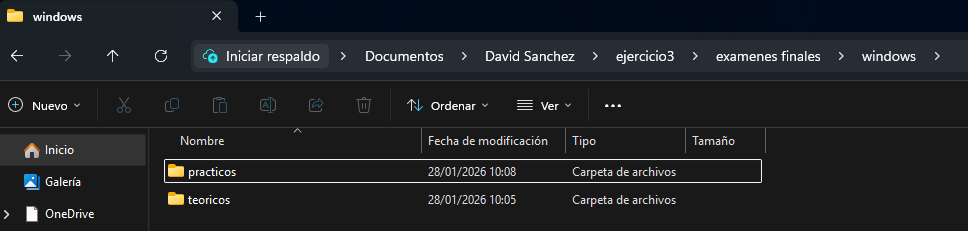 windows
Iniciar respaldo > Documentos > David Sanchez > ejercicio3 > examenes finales > windows >
Nuevo Ordenar Ver
Nombre Fecha de modificación Tipo Tamaño
Inicio
practicos 28/01/2026 10:08 Carpeta de archivos
Galería
teoricos 28/01/2026 10:05 Carpeta de archivos
OneDrive